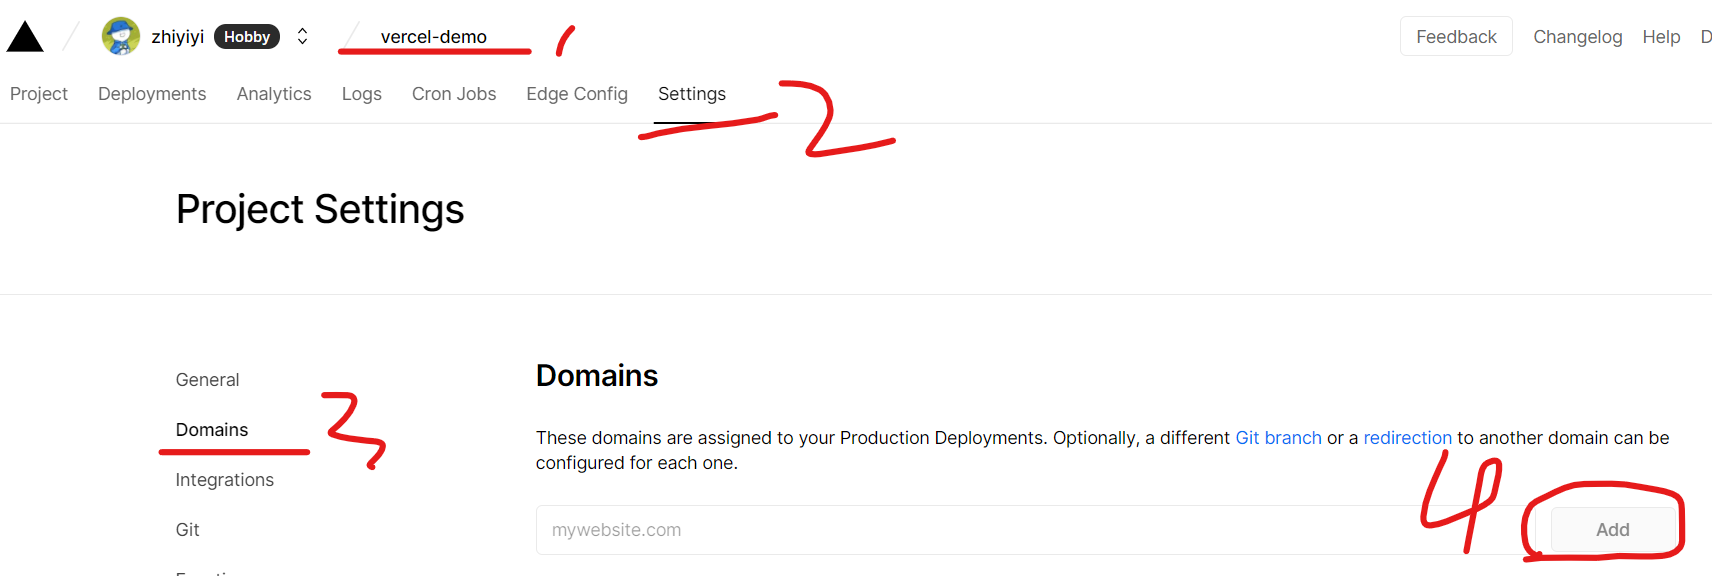 zhiyiyi Hobby vercel-demo 1 Feedback Changelog Help D
Project Deployments Analytics Logs Cron Jobs Edge Config Settings 2
Project Settings
General
Domains 3
Integrations
Git
Domains
These domains are assigned to your Production Deployments. Optionally, a different Git branch or a redirection to another domain can be
configured for each one.
mywebsite.com 4 Add